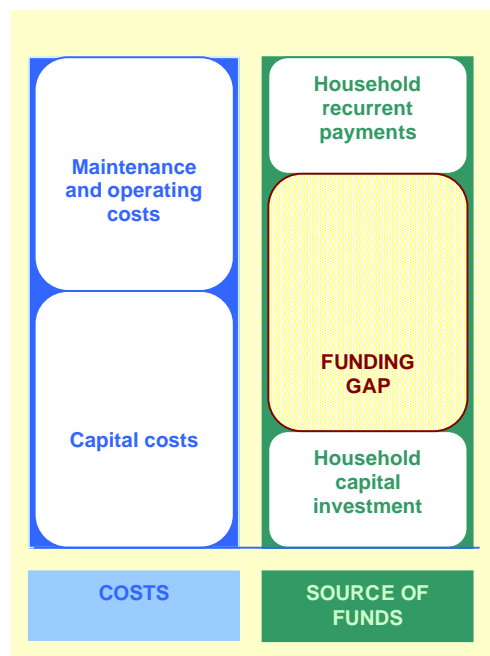 Maintenance
and operating
costs
Capital costs
COSTS
Household
recurrent
payments
FUNDING
GAP
Household
capital
investment
SOURCE OF
FUNDS